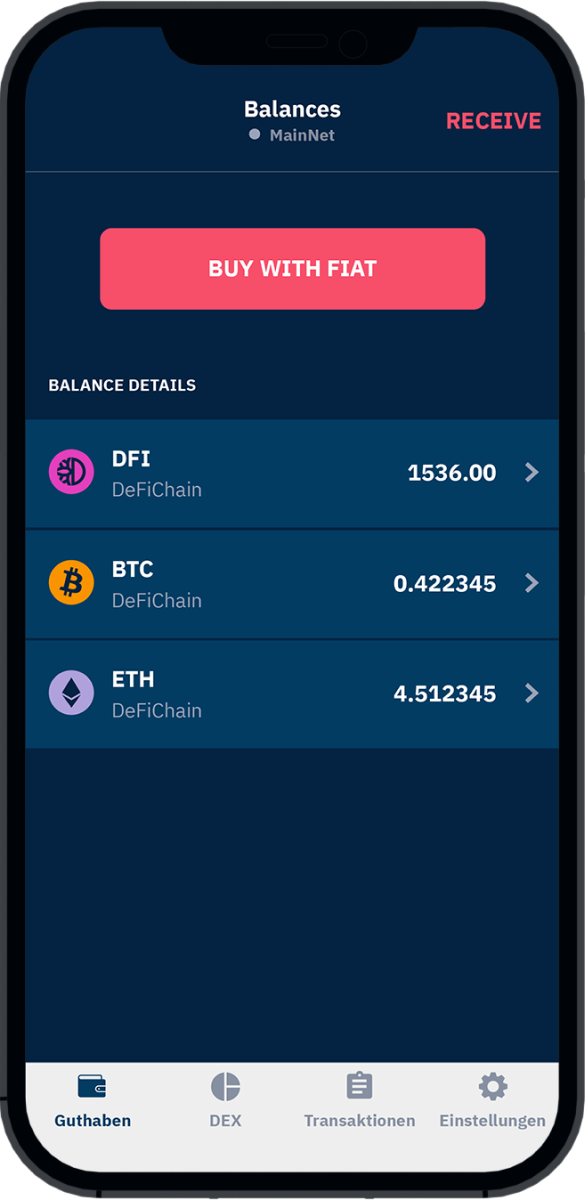 Balances
MainNet
RECEIVE
BUY WITH FIAT
BALANCE DETAILS
DFI
DeFiChain
1536.00
BTC
DeFiChain
0.422345
ETH
DeFiChain
4.512345
Guthaben
DEX
Transaktionen
Einstellungen